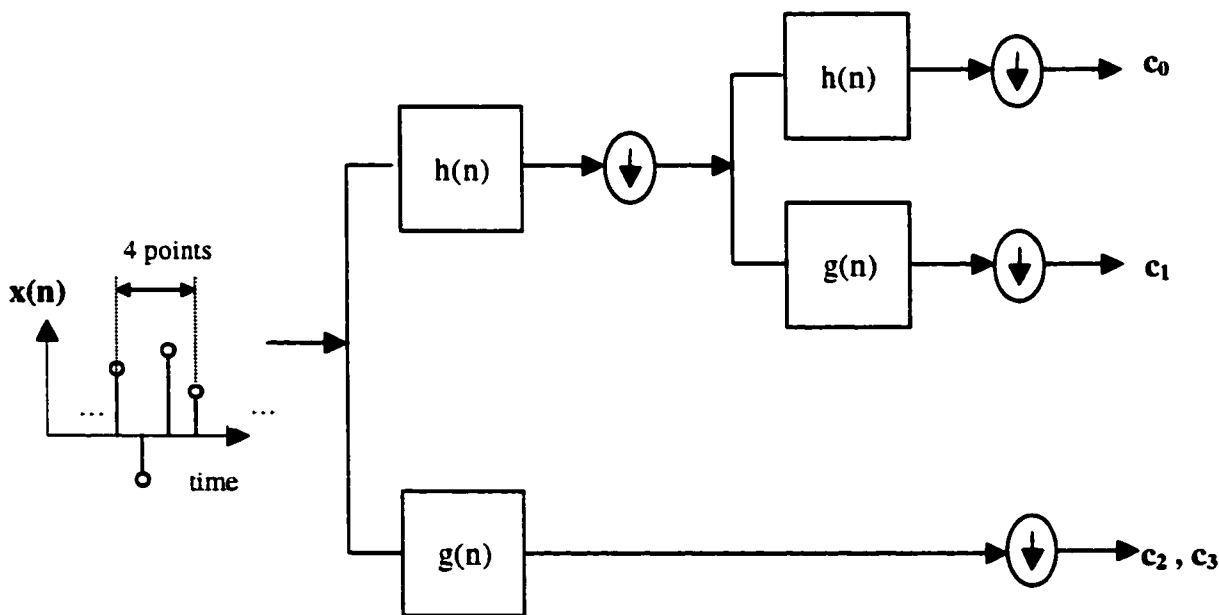 h(n)
c₀
h(n)
4 points
g(n)
c₁
x(n)
...
...
time
g(n)
c₂ , c₃